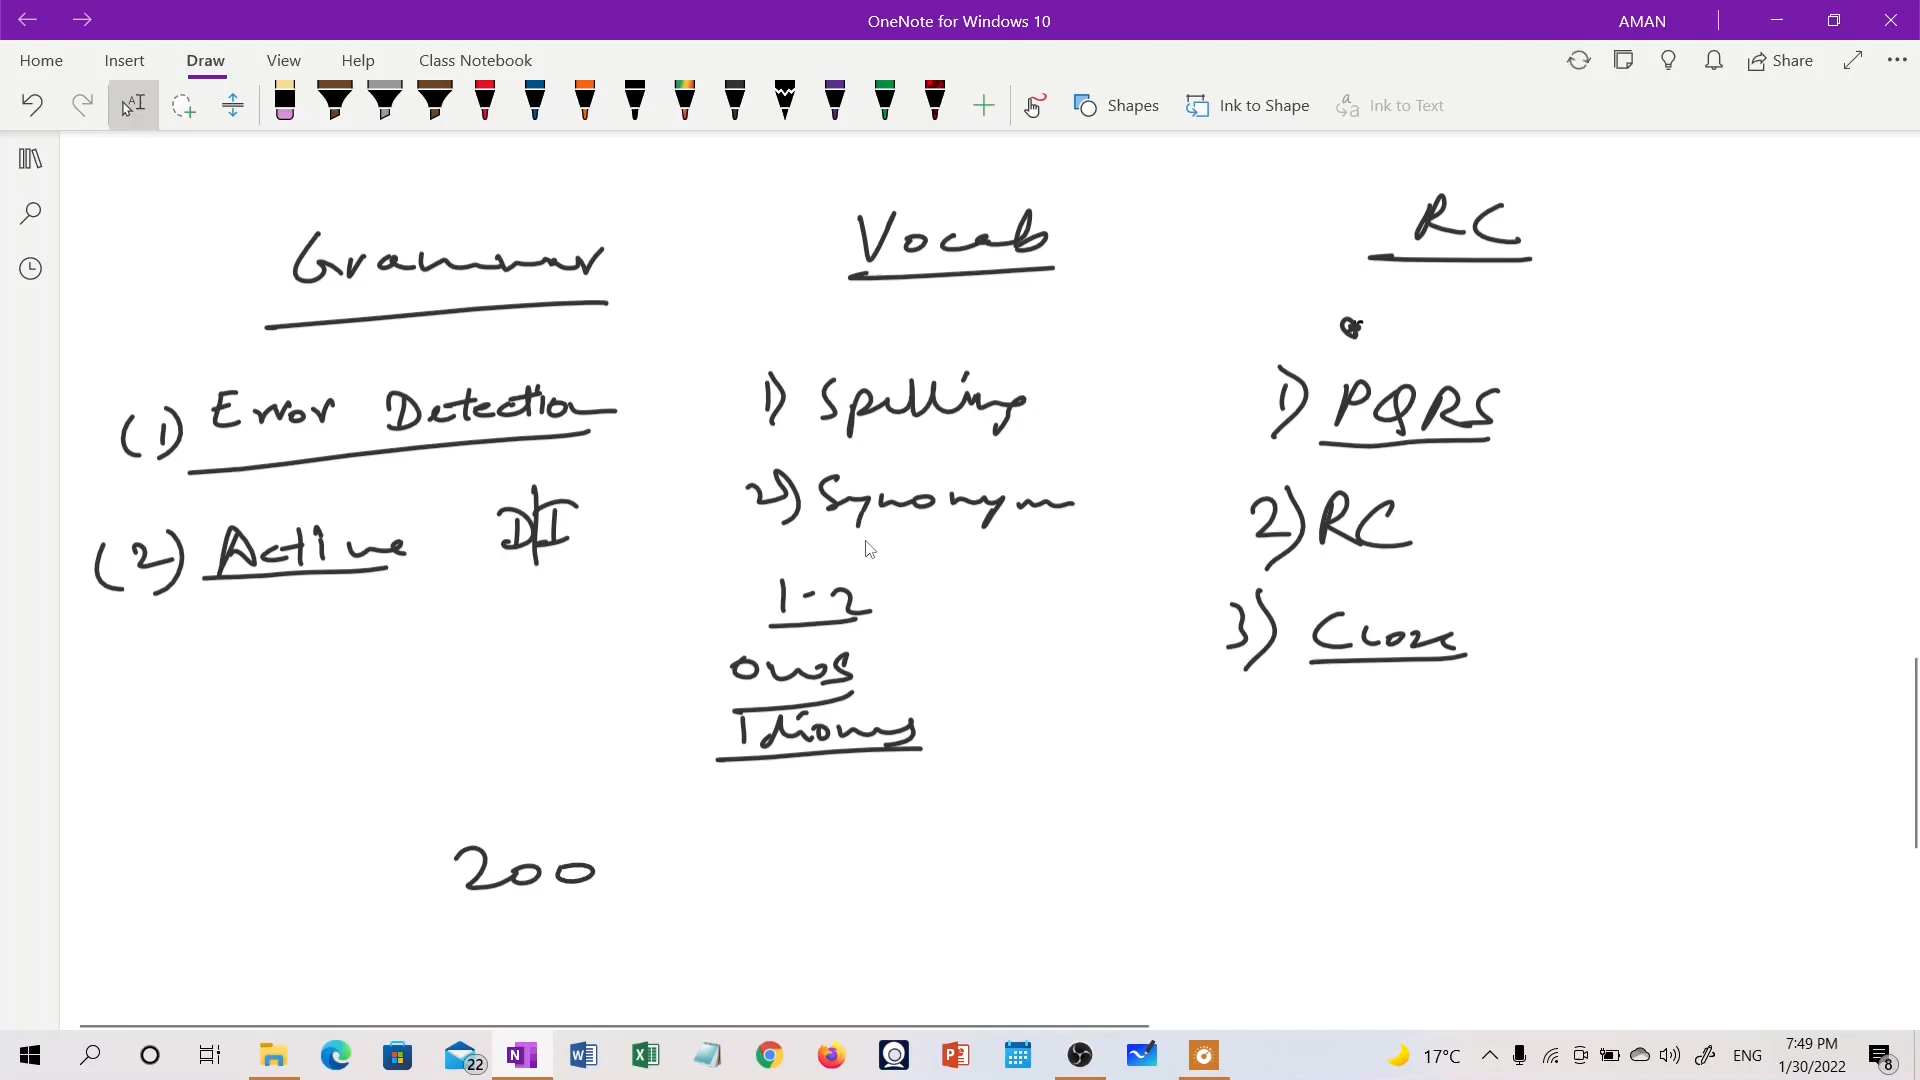 OneNote for Windows 10
AMAN
Home Insert Draw View Help Class Notebook
Share
Shapes Ink to Shape Ink to Text
Grammar
(1) Error Detection
(2) Active D/I
Vocab
1) Spelling
2) Synonym
1-2
OWS
Idioms
RC
1) PQRS
2) RC
3) Cloze
200
22
17°C
ENG
7:49 PM
1/30/2022
8